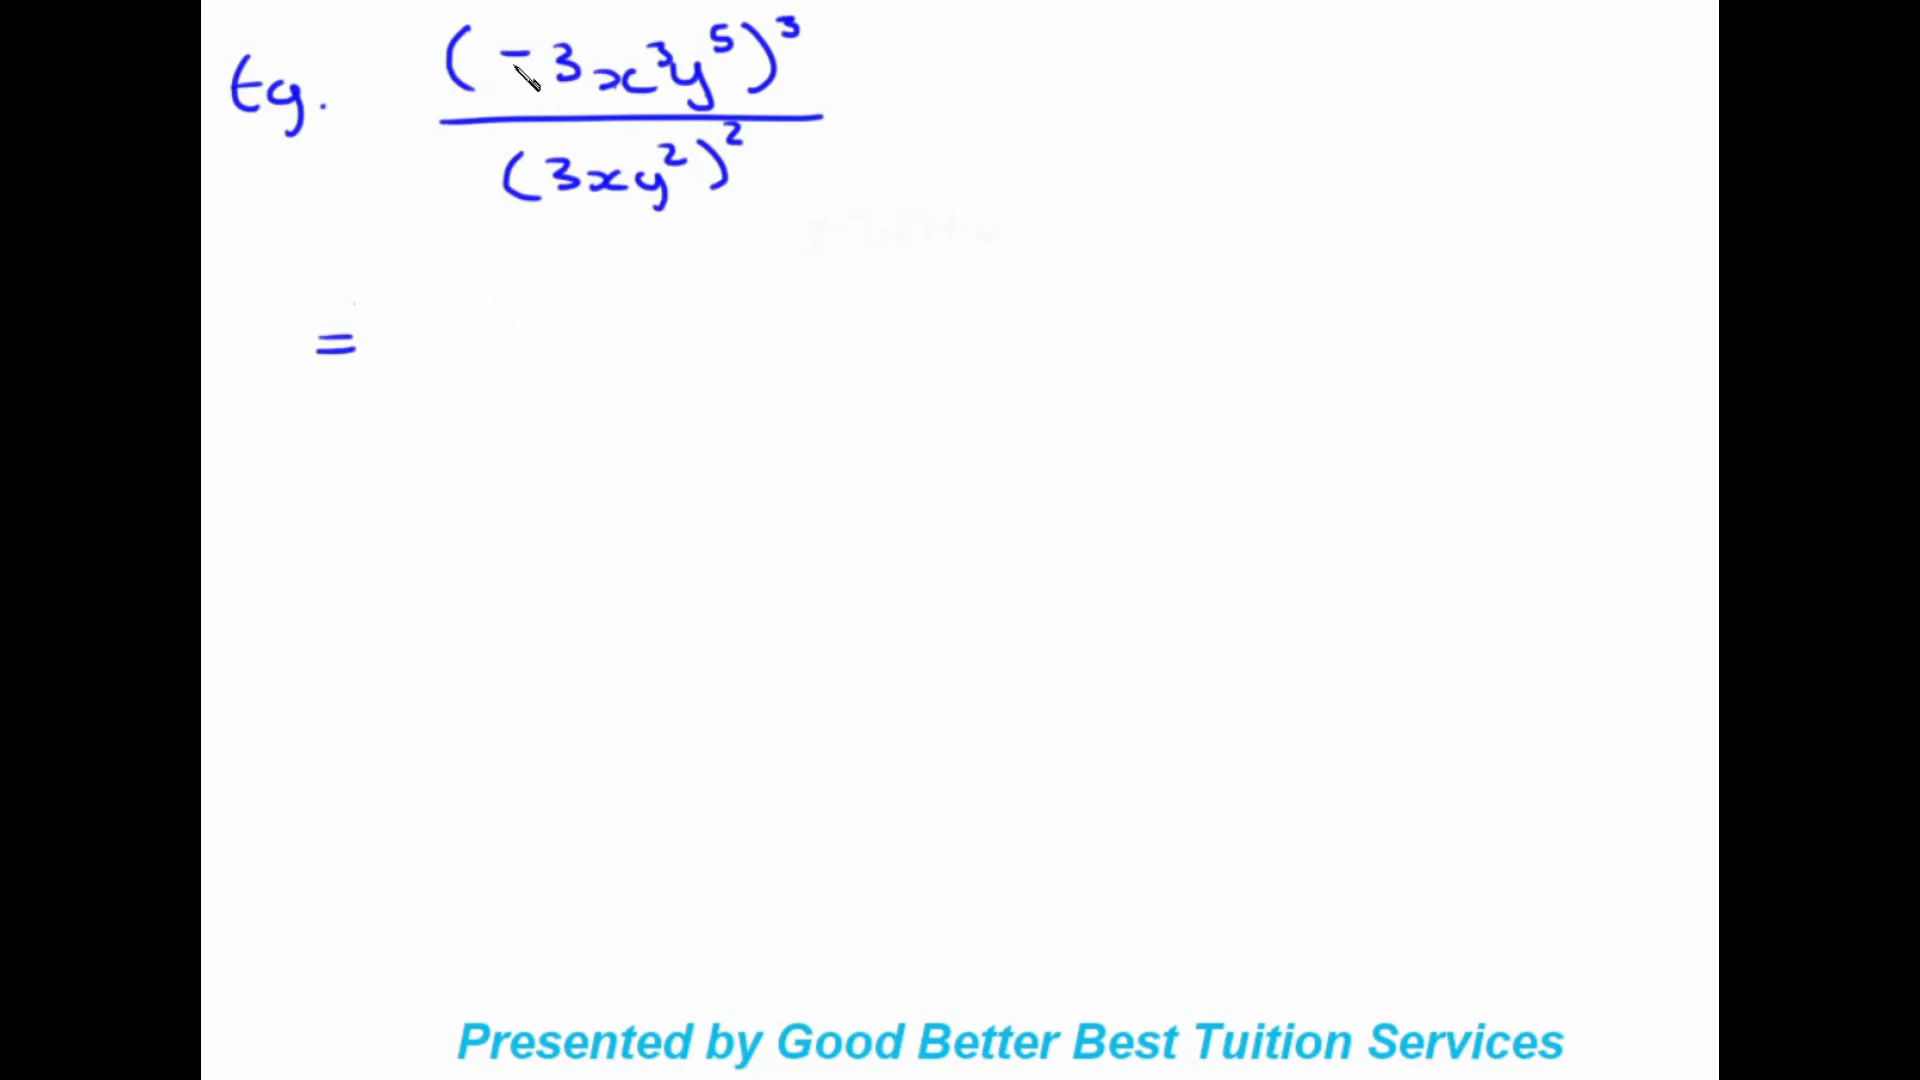 Eg. (-3x³y⁵)³
(3xy²)²
=
Presented by Good Better Best Tuition Services